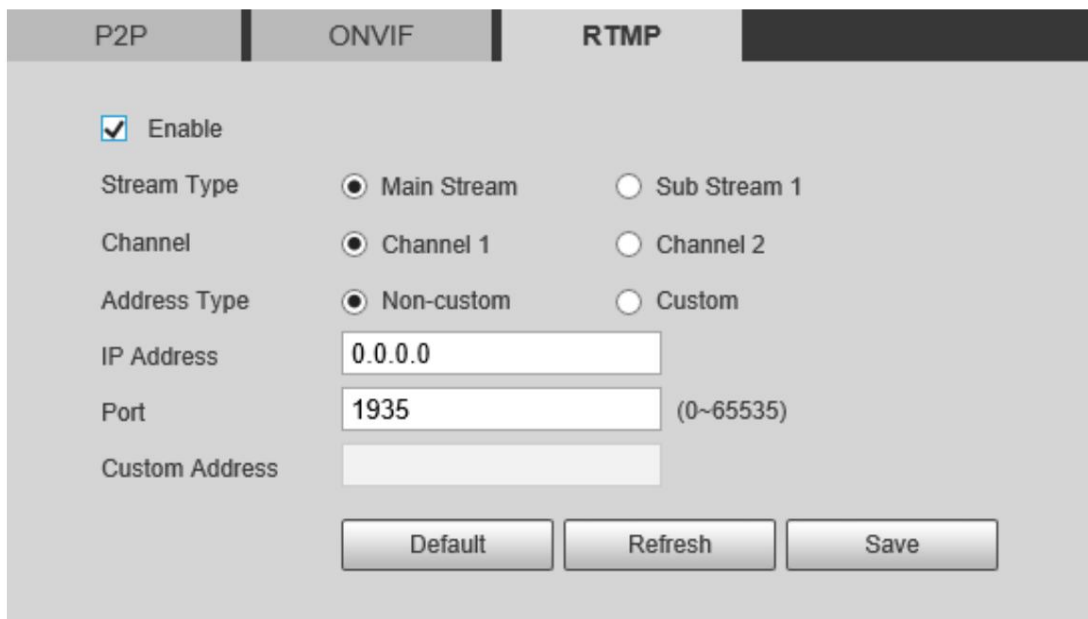 P2P ONVIF RTMP
Enable
Stream Type Main Stream Sub Stream 1
Channel Channel 1 Channel 2
Address Type Non-custom Custom
IP Address 0.0.0.0
Port 1935 (0~65535)
Custom Address
Default Refresh Save